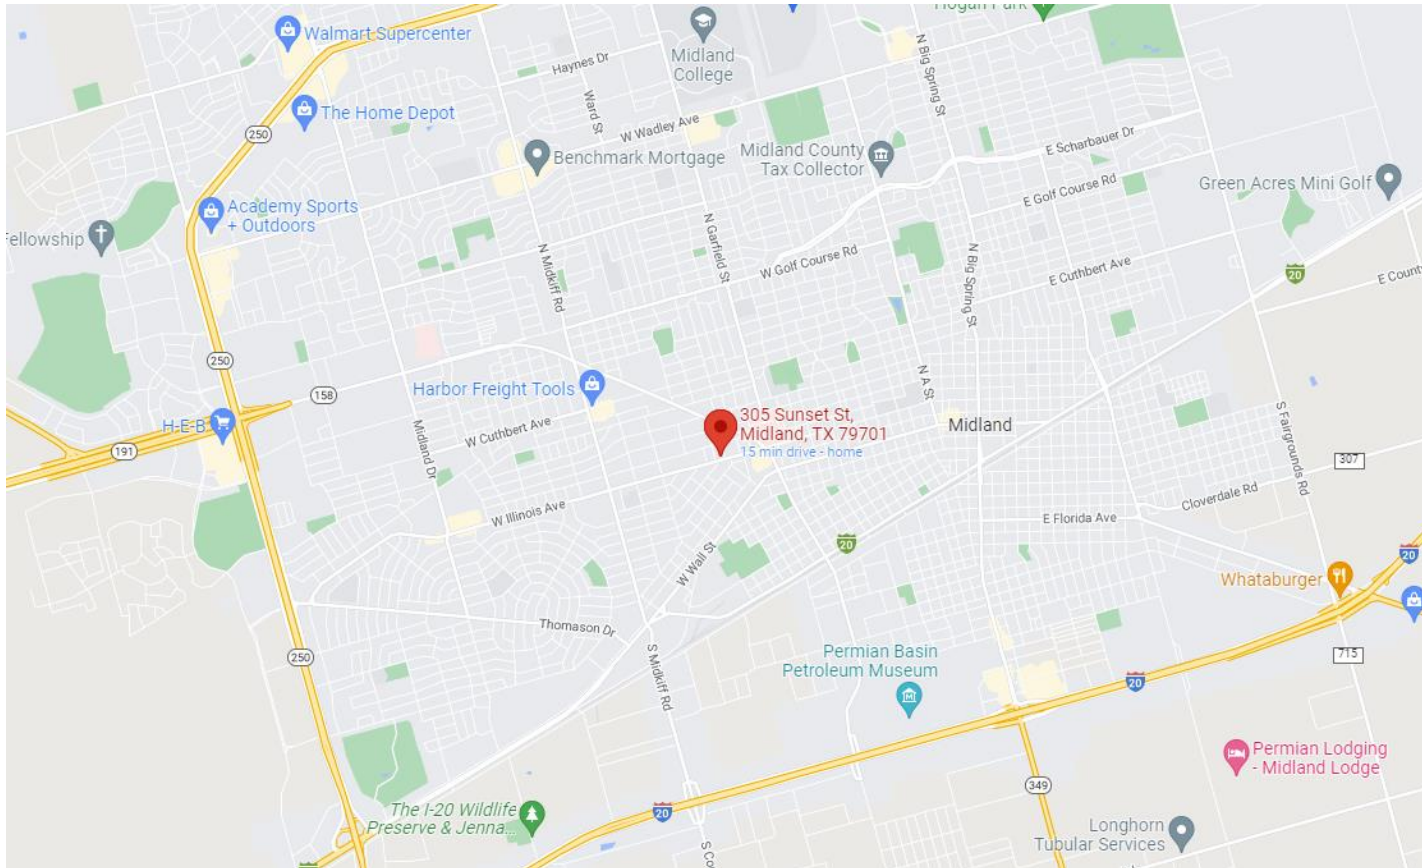 Hogan Park
Walmart Supercenter
Midland
College
N Big Spring St
Haynes Dr
Ward St
The Home Depot
250
W Wadley Ave
E Scharbauer Dr
Benchmark Mortgage
Midland County
Tax Collector
E Golf Course Rd
Green Acres Mini Golf
Academy Sports
+ Outdoors
Fellowship
N Garfield St
N Midkiff Rd
W Golf Course Rd
N Big Spring St
E Cuthbert Ave
20
E County
250
158
Harbor Freight Tools
N A St
H-E-B
191
Midland Dr
W Cuthbert Ave
305 Sunset St,
Midland, TX 79701
15 min drive - home
Midland
S Fairgrounds Rd
307
Cloverdale Rd
W Illinois Ave
E Florida Ave
20
20
W Wall St
Whataburger
Thomason Dr
250
S Midkiff Rd
Permian Basin
Petroleum Museum
M
715
20
Permian Lodging
- Midland Lodge
349
The I-20 Wildlife
Preserve & Jenna...
20
Longhorn
Tubular Services
S Co